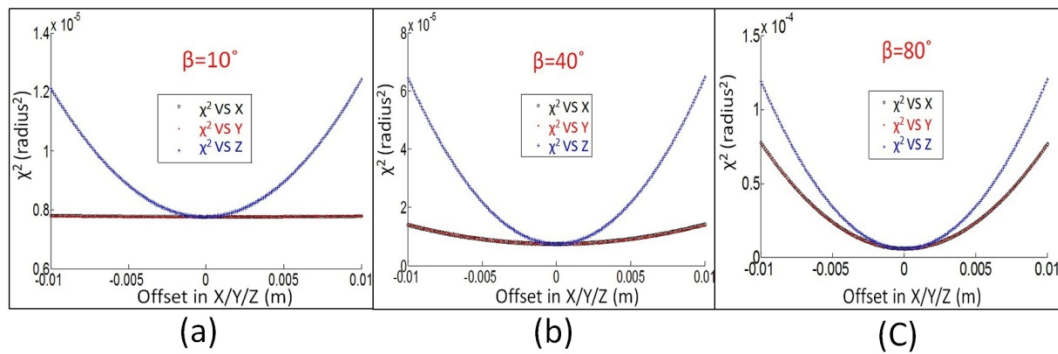 x 10⁻⁵
1.4
1.2
1
0.8
0.6
χ² (radius²)
β=10°
χ² VS X
χ² VS Y
χ² VS Z
-0.01
-0.005
0
0.005
0.01
Offset in X/Y/Z (m)
(a)
x 10⁻⁵
8
6
4
2
0
χ² (radius²)
β=40°
χ² VS X
χ² VS Y
χ² VS Z
-0.01
-0.005
0
0.005
0.01
Offset in X/Y/Z (m)
(b)
x 10⁻⁴
1.5
1
0.5
0
χ² (radius²)
β=80°
χ² VS X
χ² VS Y
χ² VS Z
-0.01
-0.005
0
0.005
0.01
Offset in X/Y/Z (m)
(C)